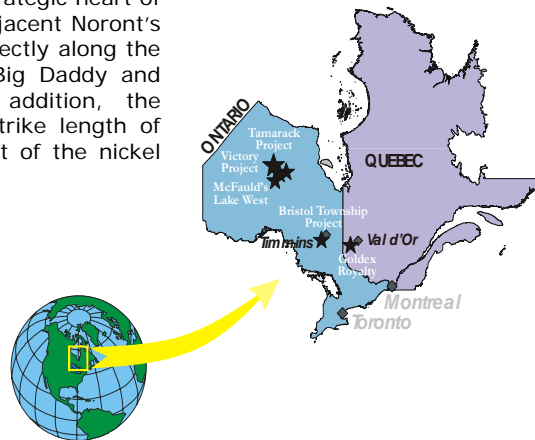 rategic heart of
jacent Noront's
ectly along the
Big Daddy and
addition, the
trike length of
t of the nickel
ONTARIO
Tamarack
Project
Victory
Project
McFauld's
Lake West
QUEBEC
Bristol Township
Project
Timmins
Val d'Or
Goldex
Royalty
Montreal
Toronto